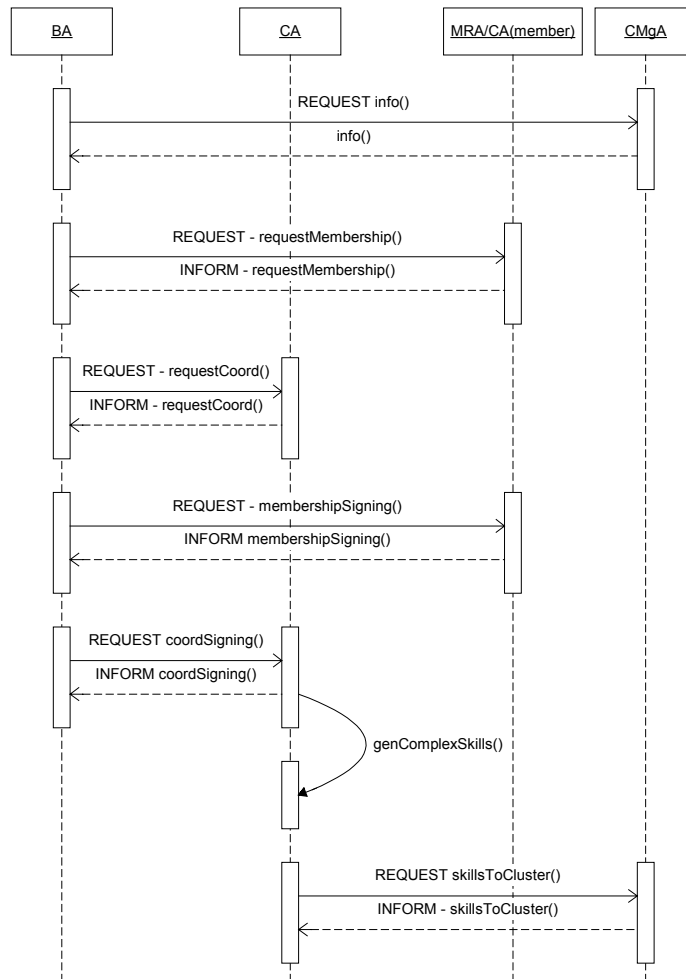 BA
CA
MRA/CA(member)
CMgA
REQUEST info()
info()
REQUEST - requestMembership()
INFORM - requestMembership()
REQUEST - requestCoord()
INFORM - requestCoord()
REQUEST - membershipSigning()
INFORM membershipSigning()
REQUEST coordSigning()
INFORM coordSigning()
genComplexSkills()
REQUEST skillsToCluster()
INFORM - skillsToCluster()